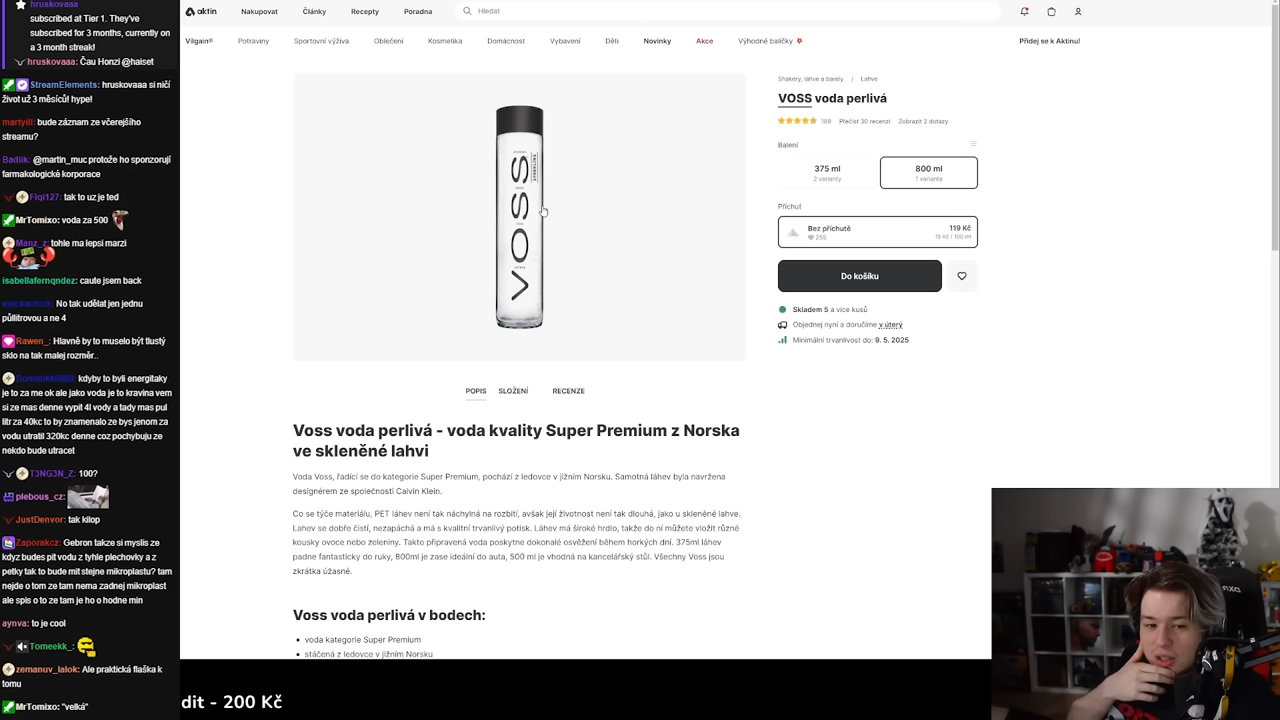 hruskovaaa
subscribed at Tier 1. They've
subscribed for 3 months, currently on
a 3 month streak!
hruskovaaa: Čau Honzi @haiset
StreamElements: hruskovaaa si ničí
život už 3 měsíců! hype!
martyill: bude záznam ze včerejšího
streamu?
Badiik: @martin_muc protože ho sponzorují
farmakologické korporace
Fiqi127: tak to uz je ted
MrTomixo: voda za 500
Manz_z: tohle ma lepsi marzi
isabellafernqndez: caute jsem back
anickachick: No tak udělat jen jednu
půllitrovou a ne 4
Rawen_: Hlavně by to muselo být tlustý
sklo na tak malej rozměr..
Dominikk6080: kdyby to byli energitaky
je to za me ok ale jako voda je to kravina vem
si ze mas denne vypit 4l vody a tady mas pul
litr za 40kc to by znamenalo ze bys jenom za
vodu utratil 320kc denne coz pochybuju ze
nekdo bude utracet
T3NG3N_Z: 100?
plebous_cz:
JustDenvor: tak kilop
Zaporakcz: Gebron takze si myslis ze
kdyz budes pit vodu z tyhle plechovky a z
pelky tak to bude mit stejne mikroplastu? tam
nejde o tom ze tam nema zadnej mikroplast
ale spis o to ze tam je ho o hodne min
aynva: to je cool
Tomeekk_:
zemanuv_lalok: Ale praktická flaška k
tomu
MrTomixo: "velká"
aktin
Nakupovat
Články
Recepty
Poradna
Hledat
Vilgain®
Potraviny
Sportovní výživa
Oblečení
Kosmetika
Domácnost
Vybavení
Děti
Novinky
Akce
Výhodné balíčky
Přidej se k Aktinu!
VOSS
Shakery, lahve a barely / Lahve
VOSS voda perlivá
189 Přečíst 30 recenzí Zobrazit 2 dotazy
Balení
375 ml
2 varianty
800 ml
1 varianta
Příchuť
Bez příchutě
255
119 Kč
15 Kč / 100 ml
Do košíku
Skladem 5 a více kusů
Objednej nyní a doručíme v úterý
Minimální trvanlivost do: 9. 5. 2025
POPIS
SLOŽENÍ
RECENZE
Voss voda perlivá - voda kvality Super Premium z Norska
ve skleněné lahvi
Voda Voss, řadící se do kategorie Super Premium, pochází z ledovce v jižním Norsku. Samotná láhev byla navržena
designérem ze společnosti Calvin Klein.
Co se týče materiálu, PET láhev není tak náchylná na rozbití, avšak její životnost není tak dlouhá, jako u skleněné lahve.
Lahev se dobře čistí, nezapáchá a má s kvalitní trvanlivý potisk. Láhev má široké hrdlo, takže do ní můžete vložit různé
kousky ovoce nebo zeleniny. Takto připravená voda poskytne dokonalé osvěžení během horkých dní. 375ml láhev
padne fantasticky do ruky, 800ml je zase ideální do auta, 500 ml je vhodná na kancelářský stůl. Všechny Voss jsou
zkrátka úžasné.
Voss voda perlivá v bodech:
voda kategorie Super Premium
stáčená z ledovce v jižním Norsku
dit - 200 Kč